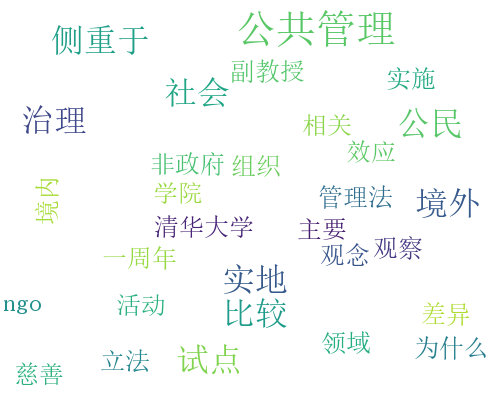 公共管理
侧重于
副教授
实施
社会
治理
公民
相关
效应
非政府 组织
学院
管理法
境外
境内
清华大学
主要
观念
观察
一周年
实地
ngo
活动
比较
差异
领域
为什么
试点
立法
慈善